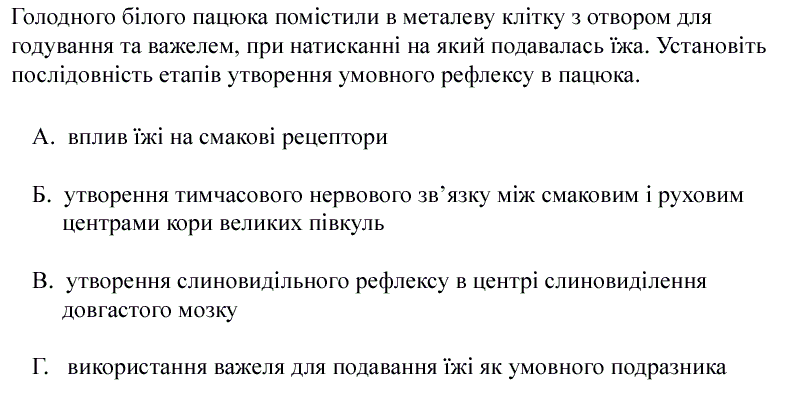 Голодного білого пацюка помістили в металеву клітку з отвором для
годування та важелем, при натисканні на який подавалась їжа. Установіть
послідовність етапів утворення умовного рефлексу в пацюка.
А. вплив їжі на смакові рецептори
Б. утворення тимчасового нервового зв’язку між смаковим і руховим
центрами кори великих півкуль
В. утворення слиновидільного рефлексу в центрі слиновиділення
довгастого мозку
Г. використання важеля для подавання їжі як умовного подразника